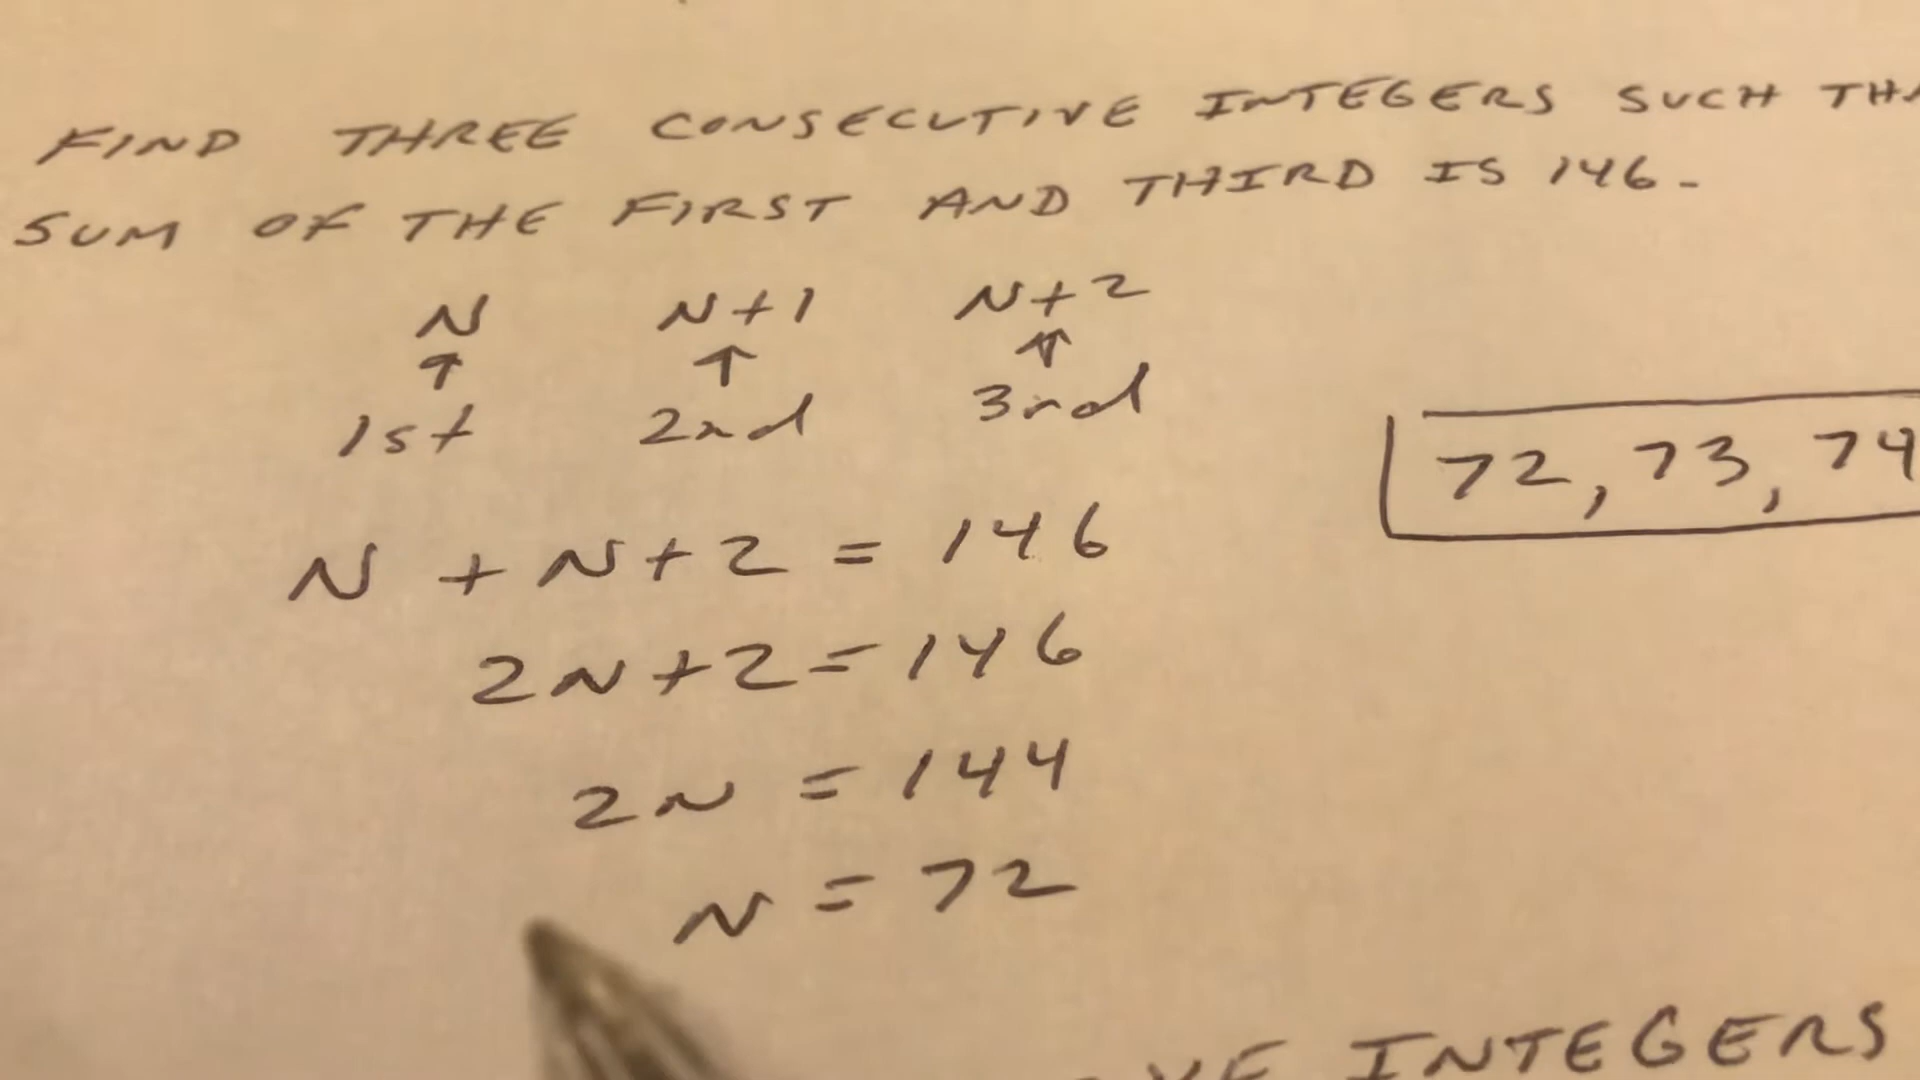 FIND THREE CONSECUTIVE INTEGERS SUCH
SUM OF THE FIRST AND THIRD IS 146.
N N+1 N+2
↑ ↑ ↑
1st 2nd 3rd
72, 73, 74
N + N+2 = 146
2N+2 = 146
2N = 144
N = 72
INTEGERS